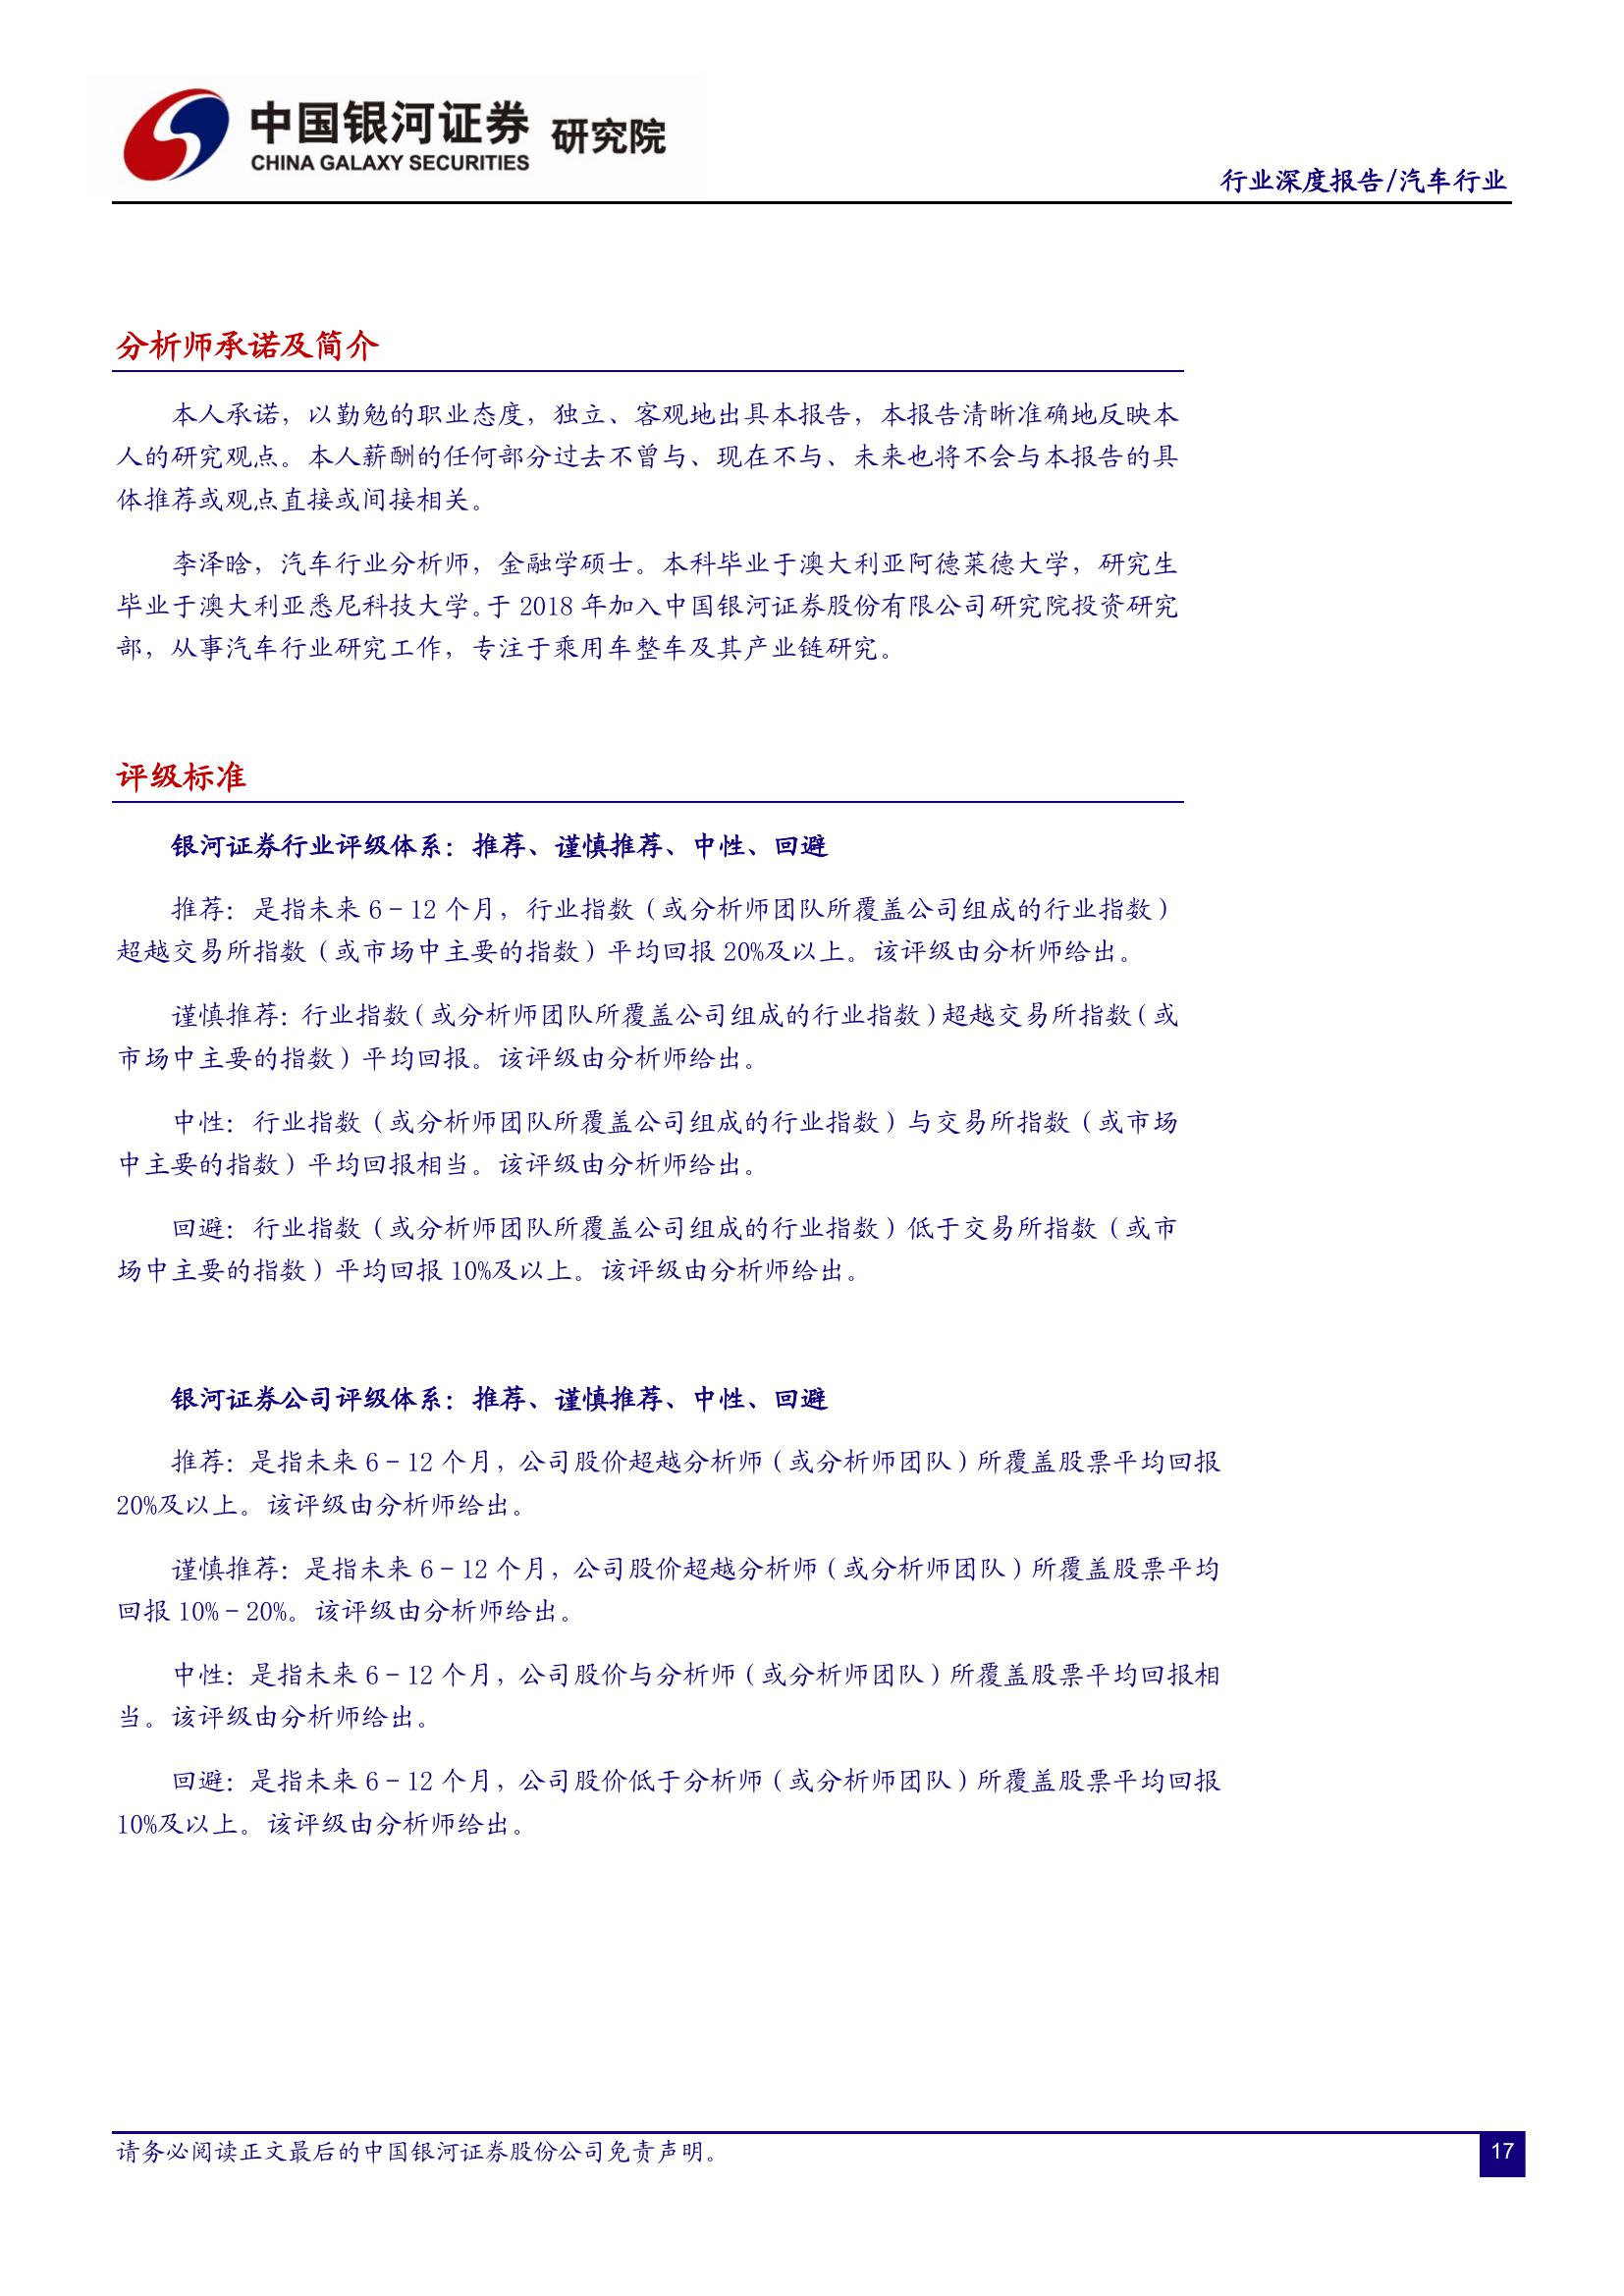 中国银河证券 研究院
CHINA GALAXY SECURITIES
行业深度报告/汽车行业
分析师承诺及简介
本人承诺，以勤勉的职业态度，独立、客观地出具本报告，本报告清晰准确地反映本
人的研究观点。本人薪酬的任何部分过去不曾与、现在不与、未来也将不会与本报告的具
体推荐或观点直接或间接相关。
李泽晗，汽车行业分析师，金融学硕士。本科毕业于澳大利亚阿德莱德大学，研究生
毕业于澳大利亚悉尼科技大学。于 2018 年加入中国银河证券股份有限公司研究院投资研究
部，从事汽车行业研究工作，专注于乘用车整车及其产业链研究。
评级标准
银河证券行业评级体系：推荐、谨慎推荐、中性、回避
推荐：是指未来 6－12 个月，行业指数（或分析师团队所覆盖公司组成的行业指数）
超越交易所指数（或市场中主要的指数）平均回报 20%及以上。该评级由分析师给出。
谨慎推荐：行业指数（或分析师团队所覆盖公司组成的行业指数）超越交易所指数（或
市场中主要的指数）平均回报。该评级由分析师给出。
中性：行业指数（或分析师团队所覆盖公司组成的行业指数）与交易所指数（或市场
中主要的指数）平均回报相当。该评级由分析师给出。
回避：行业指数（或分析师团队所覆盖公司组成的行业指数）低于交易所指数（或市
场中主要的指数）平均回报 10%及以上。该评级由分析师给出。
银河证券公司评级体系：推荐、谨慎推荐、中性、回避
推荐：是指未来 6－12 个月，公司股价超越分析师（或分析师团队）所覆盖股票平均回报
20%及以上。该评级由分析师给出。
谨慎推荐：是指未来 6－12 个月，公司股价超越分析师（或分析师团队）所覆盖股票平均
回报 10%－20%。该评级由分析师给出。
中性：是指未来 6－12 个月，公司股价与分析师（或分析师团队）所覆盖股票平均回报相
当。该评级由分析师给出。
回避：是指未来 6－12 个月，公司股价低于分析师（或分析师团队）所覆盖股票平均回报
10%及以上。该评级由分析师给出。
请务必阅读正文最后的中国银河证券股份公司免责声明。
17